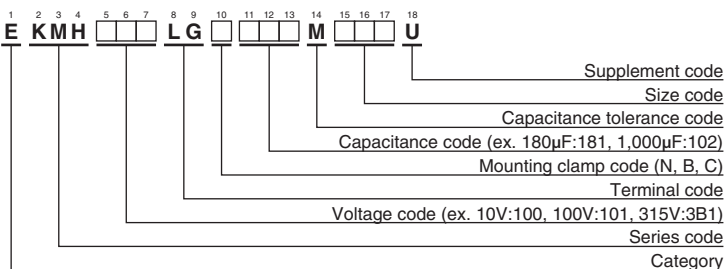 1 2 3 4 5 6 7 8 9 10 11 12 13 14 15 16 17 18
E KMH □□□ LG □ □□□ M □□□ U
Supplement code
Size code
Capacitance tolerance code
Capacitance code (ex. 180µF:181, 1,000µF:102)
Mounting clamp code (N, B, C)
Terminal code
Voltage code (ex. 10V:100, 100V:101, 315V:3B1)
Series code
Category